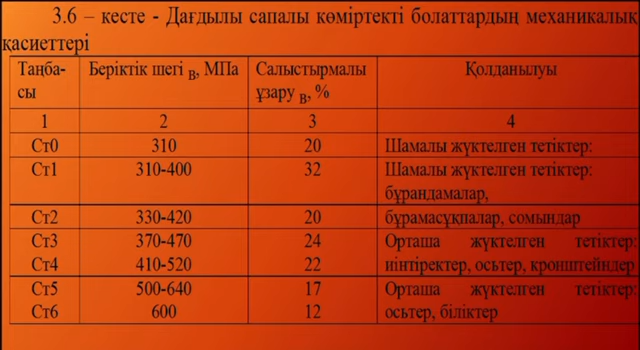 3.6 – кесте - Дағдылы сапалы көміртекті болаттардың механикалық
қасиеттері
Таңба- Беріктік шегі В, МПа Салыстырмалы Қолданылуы
сы ұзару В, %
1 2 3 4
Ст0 310 20 Шамалы жүктелген тетіктер:
Ст1 310-400 32 Шамалы жүктелген тетіктер:
бұрандамалар,
Ст2 330-420 20 бұрамасұқпалар, сомындар
Ст3 370-470 24 Орташа жүктелген тетіктер:
Ст4 410-520 22 иінтіректер, осьтер, кронштейндер
Ст5 500-640 17 Орташа жүктелген тетіктер:
Ст6 600 12 осьтер, біліктер